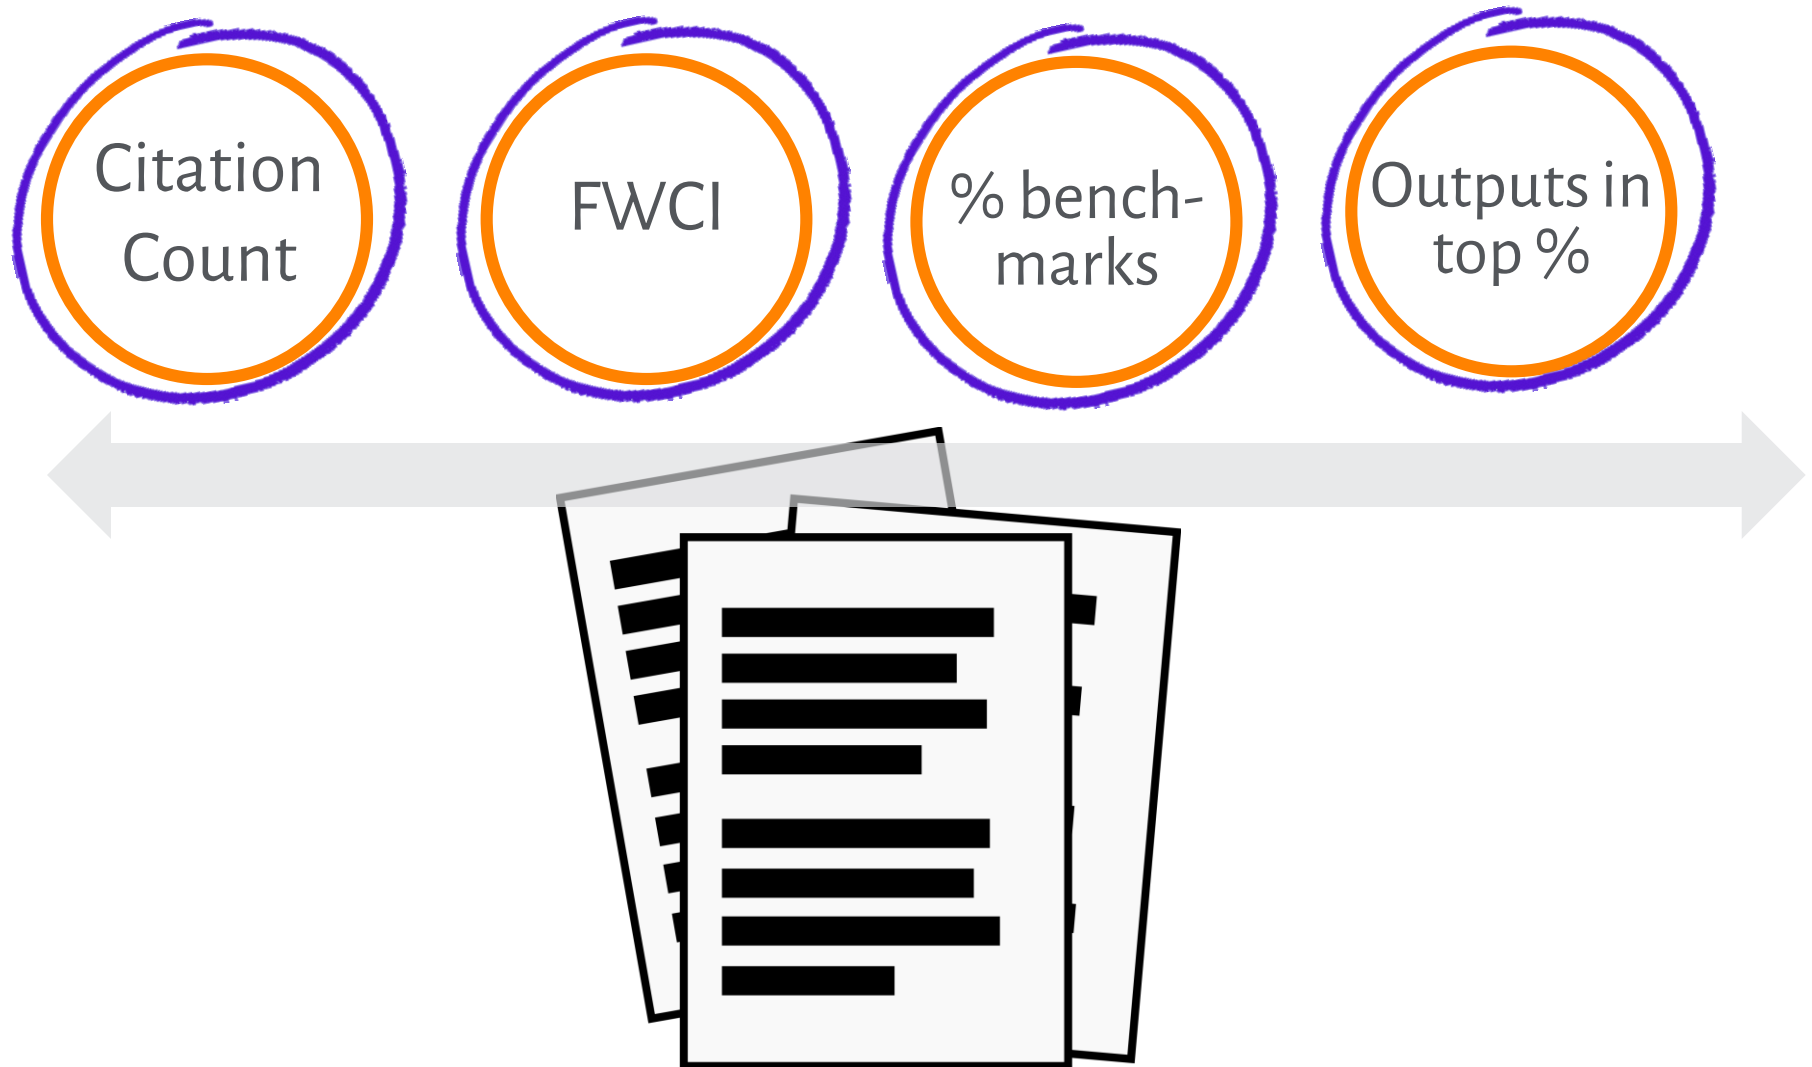 Citation
Count
FWCI
% bench-
marks
Outputs in
top %